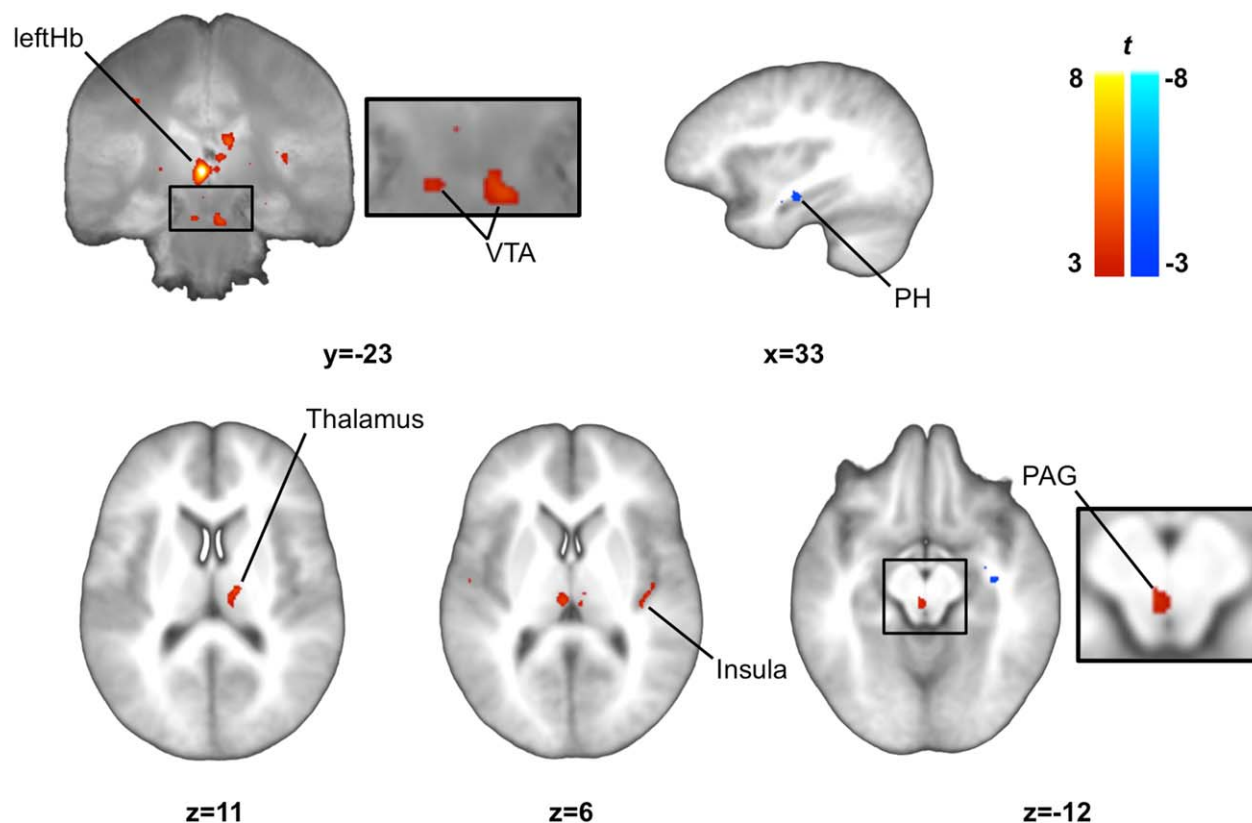 leftHb
VTA
y=-23
PH
x=33
t
8
-8
3
-3
Thalamus
z=11
Insula
z=6
PAG
z=-12